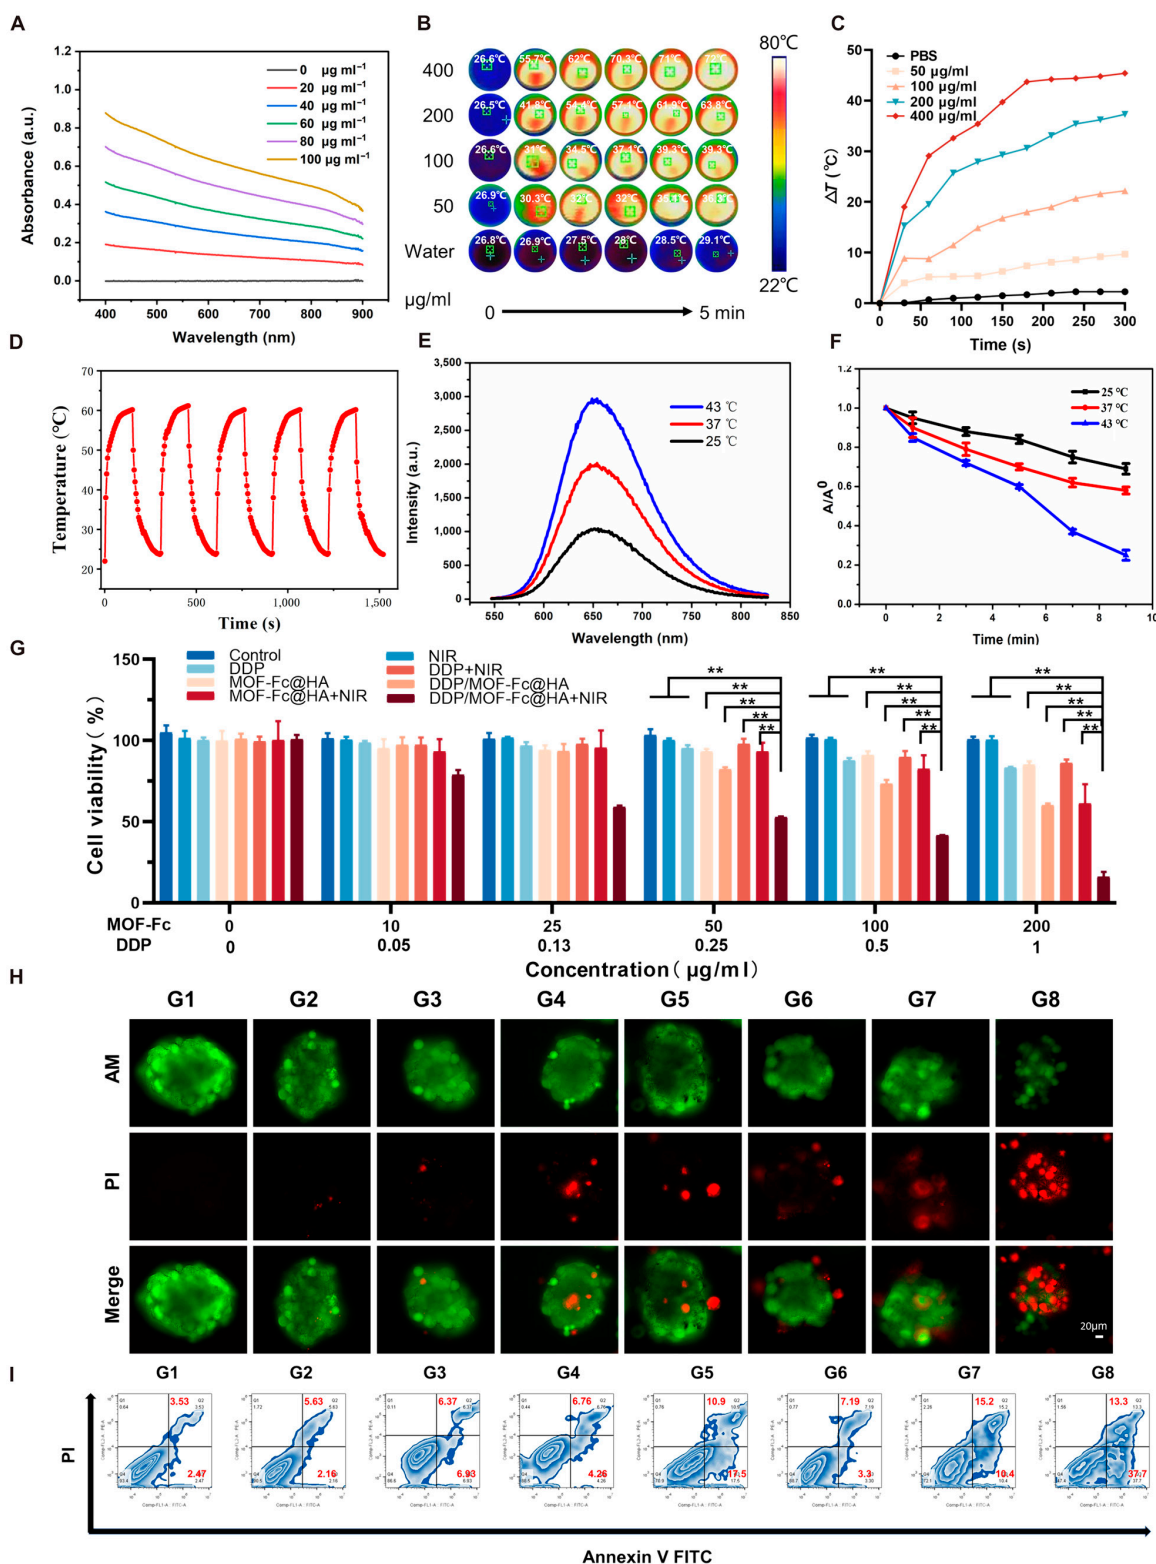 A
Absorbance (a.u.)
1.2
1.0
0.8
0.6
0.4
0.2
0.0
400 500 600 700 800 900
Wavelength (nm)
0 µg ml⁻¹
20 µg ml⁻¹
40 µg ml⁻¹
60 µg ml⁻¹
80 µg ml⁻¹
100 µg ml⁻¹
B
400 26.6℃ 55.7℃ 62℃ 70.3℃ 71℃ 72℃
200 26.5℃ 41.8℃ 54.4℃ 57.1℃ 61.9℃ 63.8℃
100 26.6℃ 31℃ 34.5℃ 37.1℃ 39.3℃ 39.3℃
50 26.9℃ 30.3℃ 32℃ 32℃
Water 26.8℃ 26.9℃ 27.5℃ 28℃ 28.5℃ 29.1℃
µg/ml
0 5 min
80℃
22℃
C
ΔT (℃)
50
40
30
20
10
0
0 50 100 150 200 250 300
Time (s)
PBS
50 µg/ml
100 µg/ml
200 µg/ml
400 µg/ml
D
Temperature (℃)
70
60
50
40
30
20
0 500 1,000 1,500
Time (s)
E
Intensity (a.u.)
3,500
3,000
2,500
2,000
1,500
1,000
500
0
550 600 650 700 750 800 850
Wavelength (nm)
43 ℃
37 ℃
25 ℃
F
A/A⁰
1.2
1.0
0.8
0.6
0.4
0.2
0.0
0 2 4 6 8 10
Time (min)
25 ℃
37 ℃
43 ℃
G
Cell viability (%)
150
100
50
0
Control
DDP
MOF-Fc@HA
MOF-Fc@HA+NIR
NIR
DDP+NIR
DDP/MOF-Fc@HA
DDP/MOF-Fc@HA+NIR
** ** **
** ** **
** ** **
** ** **
** ** **
MOF-Fc 0 10 25 50 100 200
DDP 0 0.05 0.13 0.25 0.5 1
Concentration (µg/ml)
H
G1 G2 G3 G4 G5 G6 G7 G8
AM
PI
Merge
20µm
I
G1 G2 G3 G4 G5 G6 G7 G8
3.53 5.63 6.37 6.76 10.9 7.19 15.2 13.3
2.47 2.16 6.93 4.26 17.5 3.3 10.4 37.7
PI
Annexin V FITC